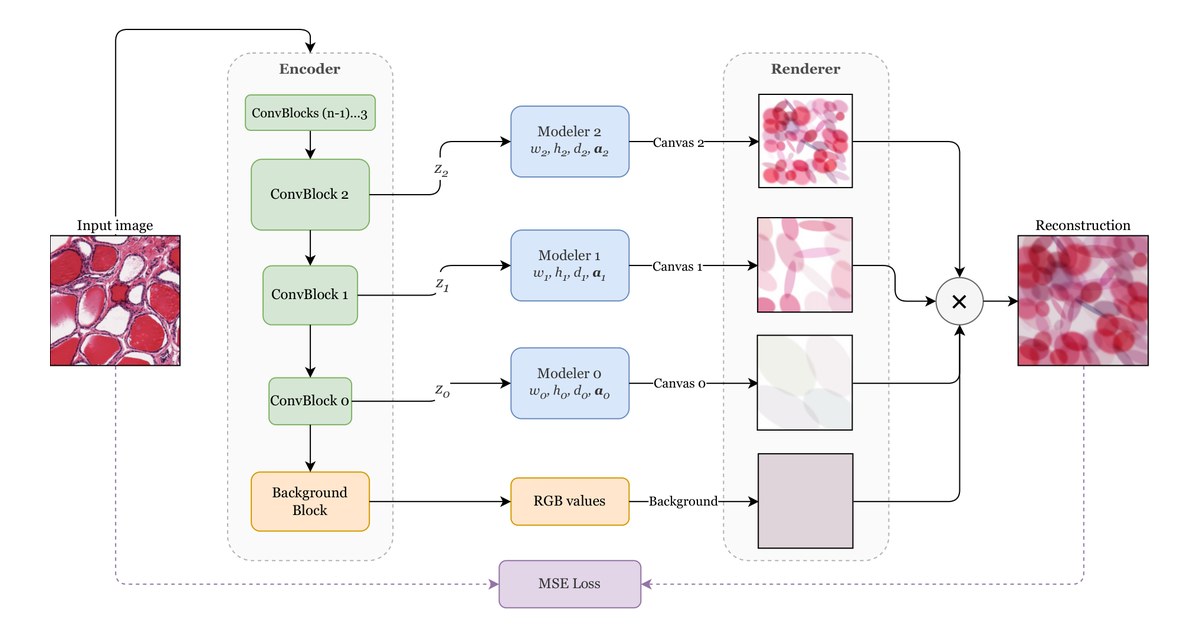 Encoder
Renderer
ConvBlocks (n-1)...3
Modeler 2
w2, h2, d2, a2
Canvas 2
z2
ConvBlock 2
Input image
Reconstruction
Modeler 1
w1, h1, d1, a1
Canvas 1
z1
ConvBlock 1
×
Modeler 0
w0, h0, d0, a0
Canvas 0
z0
ConvBlock 0
Background
Block
RGB values
Background
MSE Loss